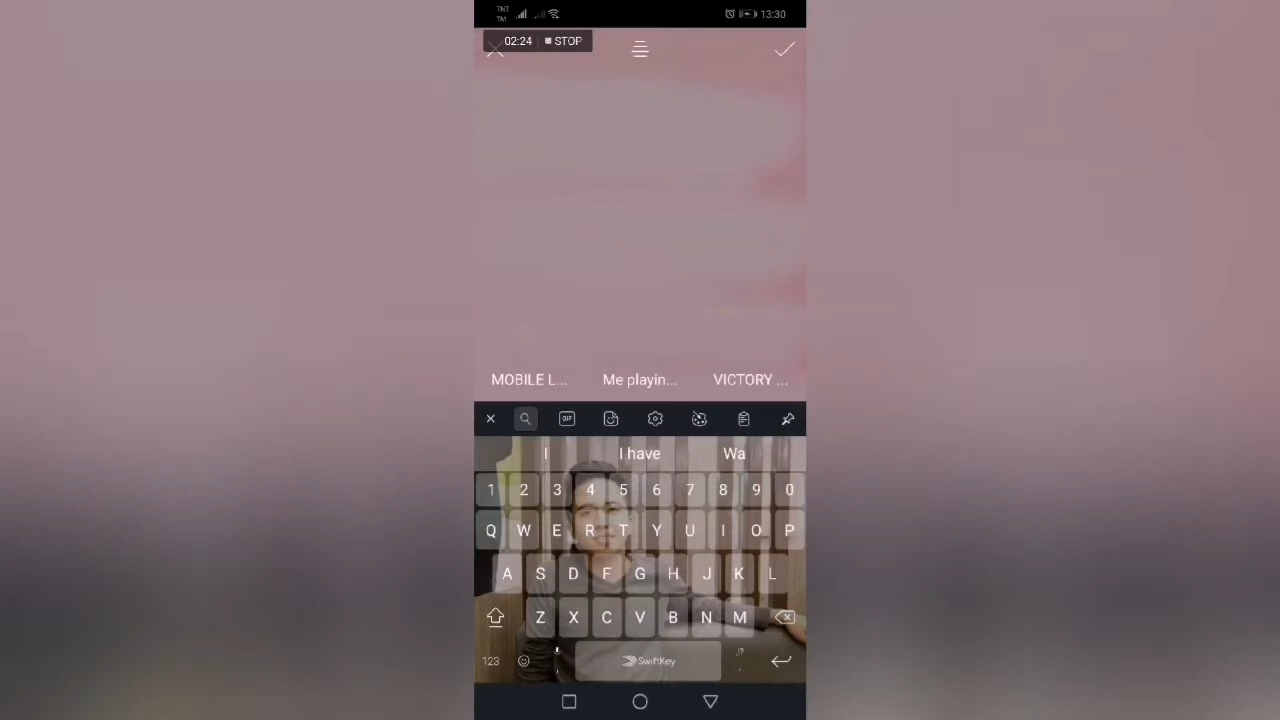 TNT
TM
13:30
02:24 STOP
MOBILE L... Me playin... VICTORY ...
GIF
I I have Wa
1 2 3 4 5 6 7 8 9 0
Q W E R T Y U I O P
A S D F G H J K L
Z X C V B N M
123 SwiftKey ,!?
.